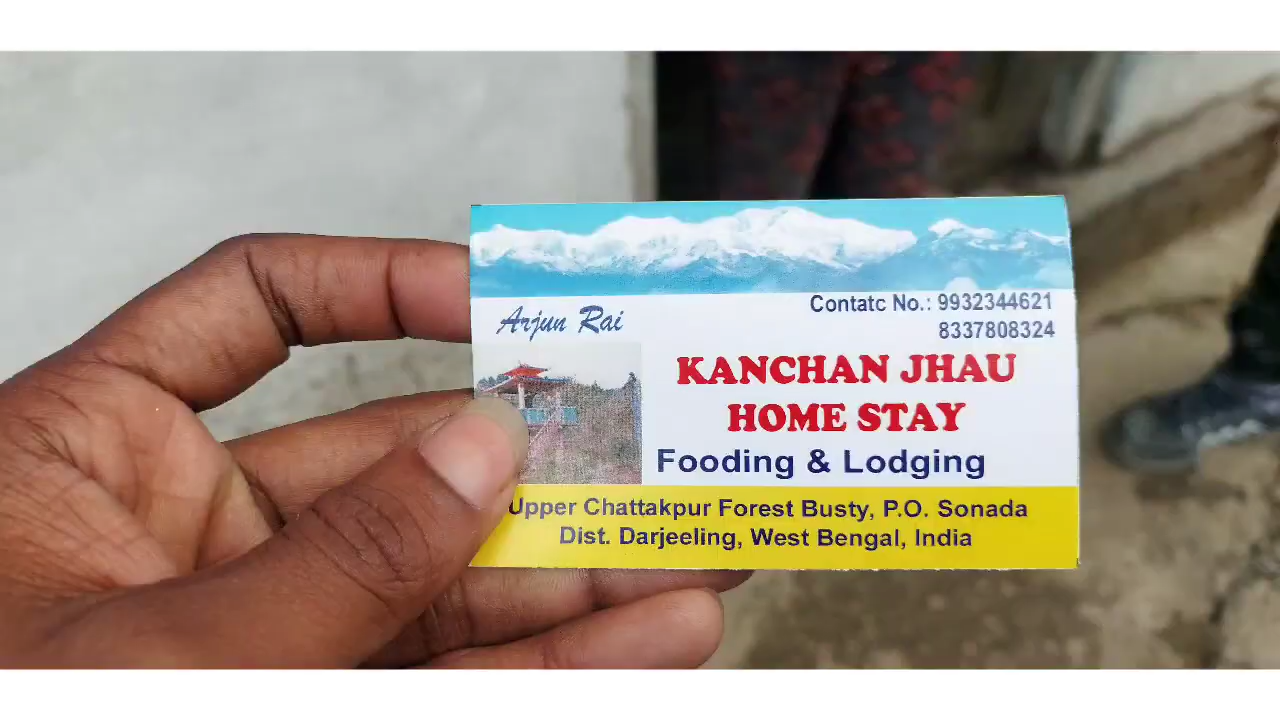 Arjun Rai
Contatc No.: 9932344621
8337808324
KANCHAN JHAU
HOME STAY
Fooding & Lodging
Upper Chattakpur Forest Busty, P.O. Sonada
Dist. Darjeeling, West Bengal, India